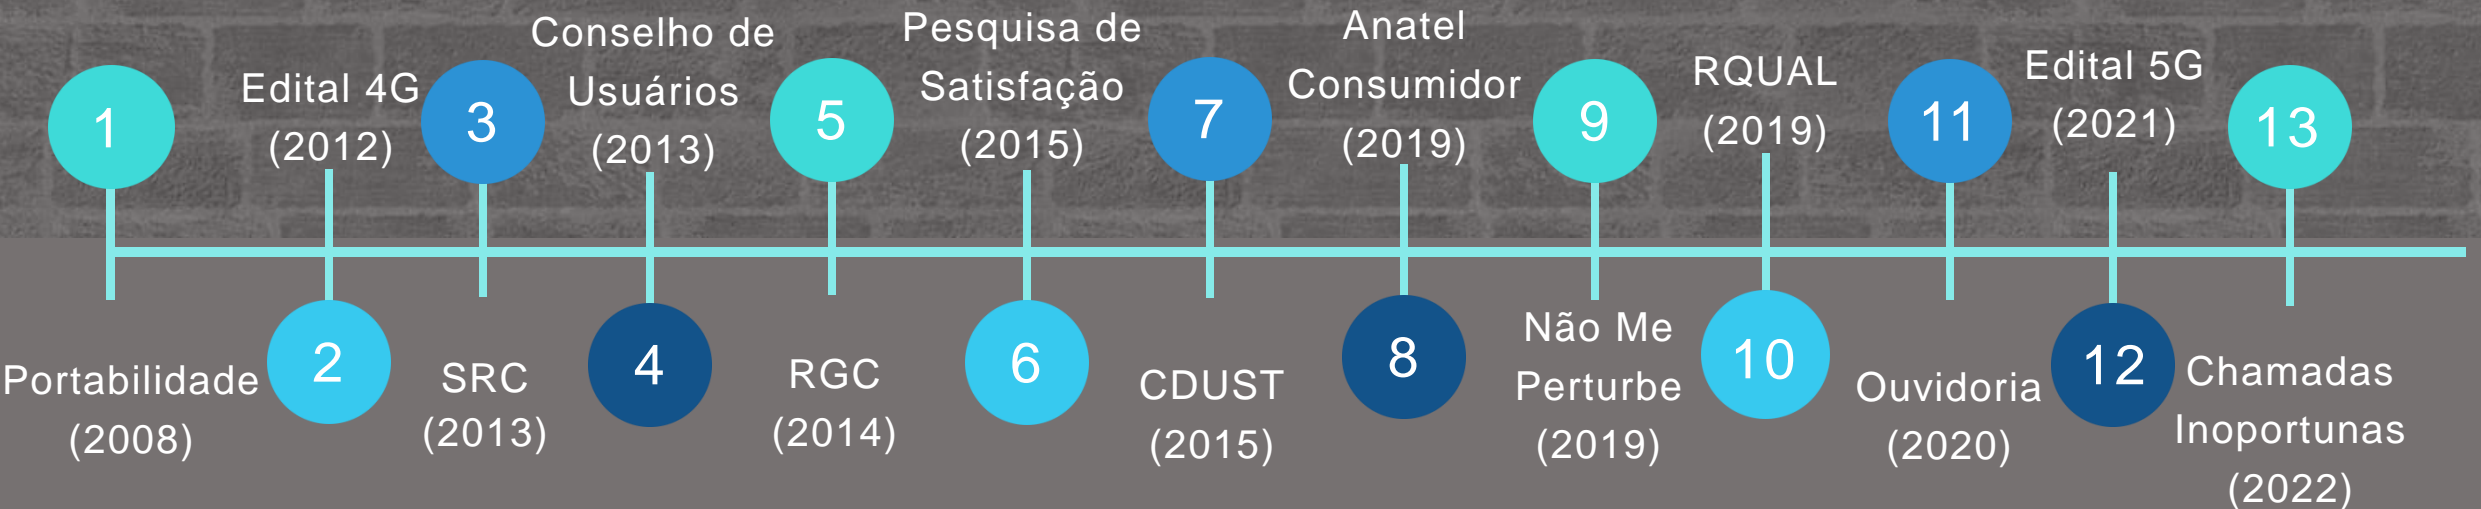 1
Portabilidade
(2008)
Edital 4G
(2012)
2
3
SRC
(2013)
Conselho de
Usuários
(2013)
4
5
RGC
(2014)
Pesquisa de
Satisfação
(2015)
6
7
CDUST
(2015)
Anatel
Consumidor
(2019)
8
9
Não Me
Perturbe
(2019)
RQUAL
(2019)
10
11
Ouvidoria
(2020)
Edital 5G
(2021)
12
13
Chamadas
Inoportunas
(2022)